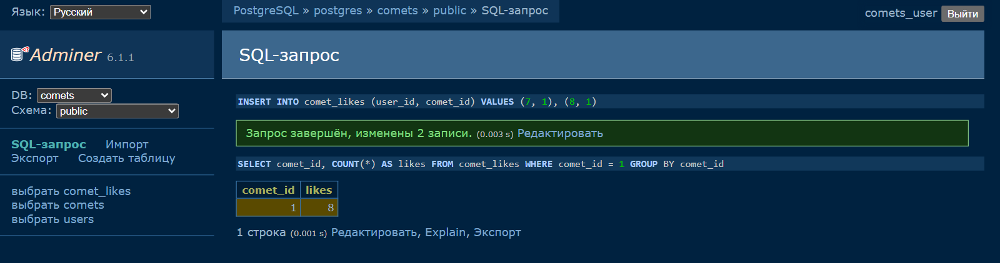 Язык: Русский
PostgreSQL » postgres » comets » public » SQL-запрос
comets_user Выйти
Adminer 6.1.1
SQL-запрос
DB: comets
Схема: public
SQL-запрос Импорт
Экспорт Создать таблицу
выбрать comet_likes
выбрать comets
выбрать users
INSERT INTO comet_likes (user_id, comet_id) VALUES (7, 1), (8, 1)
Запрос завершён, изменены 2 записи. (0.003 s) Редактировать
SELECT comet_id, COUNT(*) AS likes FROM comet_likes WHERE comet_id = 1 GROUP BY comet_id
comet_id likes
1 8
1 строка (0.001 s) Редактировать, Explain, Экспорт